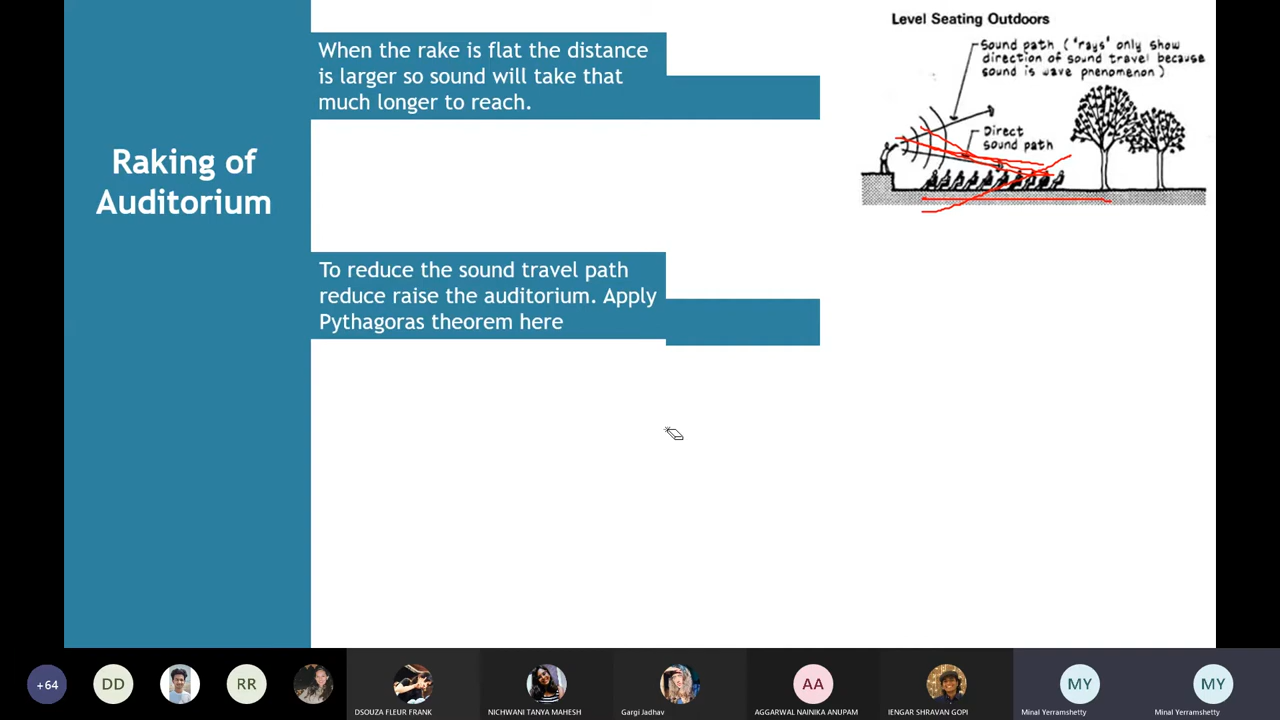 Raking of
Auditorium
When the rake is flat the distance
is larger so sound will take that
much longer to reach.
To reduce the sound travel path
reduce raise the auditorium. Apply
Pythagoras theorem here
Level Seating Outdoors
Sound path ("rays" only show
direction of sound travel because
sound is wave phenomenon)
Direct
sound path
+64
DD
RR
DSOUZA FLEUR FRANK
NICHWANI TANYA MAHESH
Gargi Jadhav
AA
AGGARWAL NAINIKA ANUPAM
IENGAR SHRAVAN GOPI
MY
Minal Yerramshetty
MY
Minal Yerramshetty